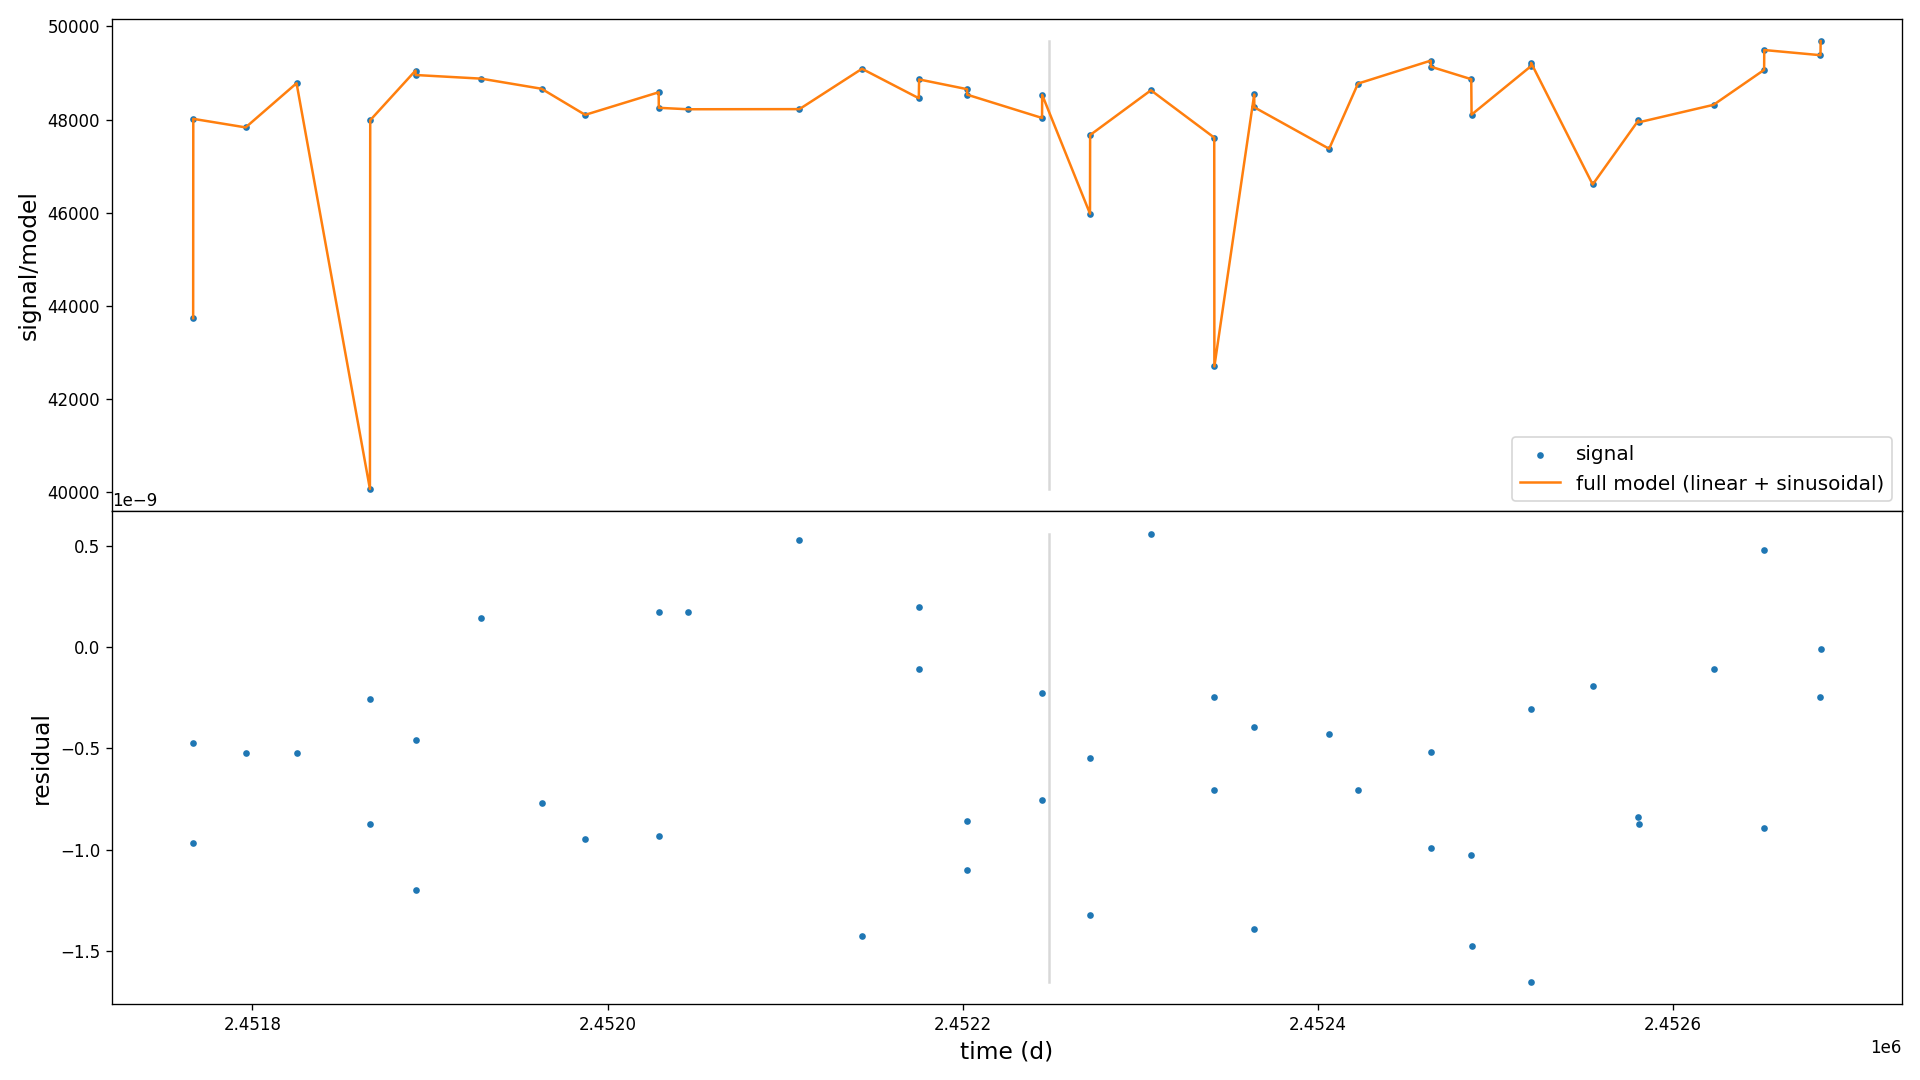 50000
48000
46000
44000
42000
40000
signal/model
signal
full model (linear + sinusoidal)
1e−9
0.5
0.0
−0.5
−1.0
−1.5
residual
2.4518
2.4520
2.4522
2.4524
2.4526
1e6
time (d)